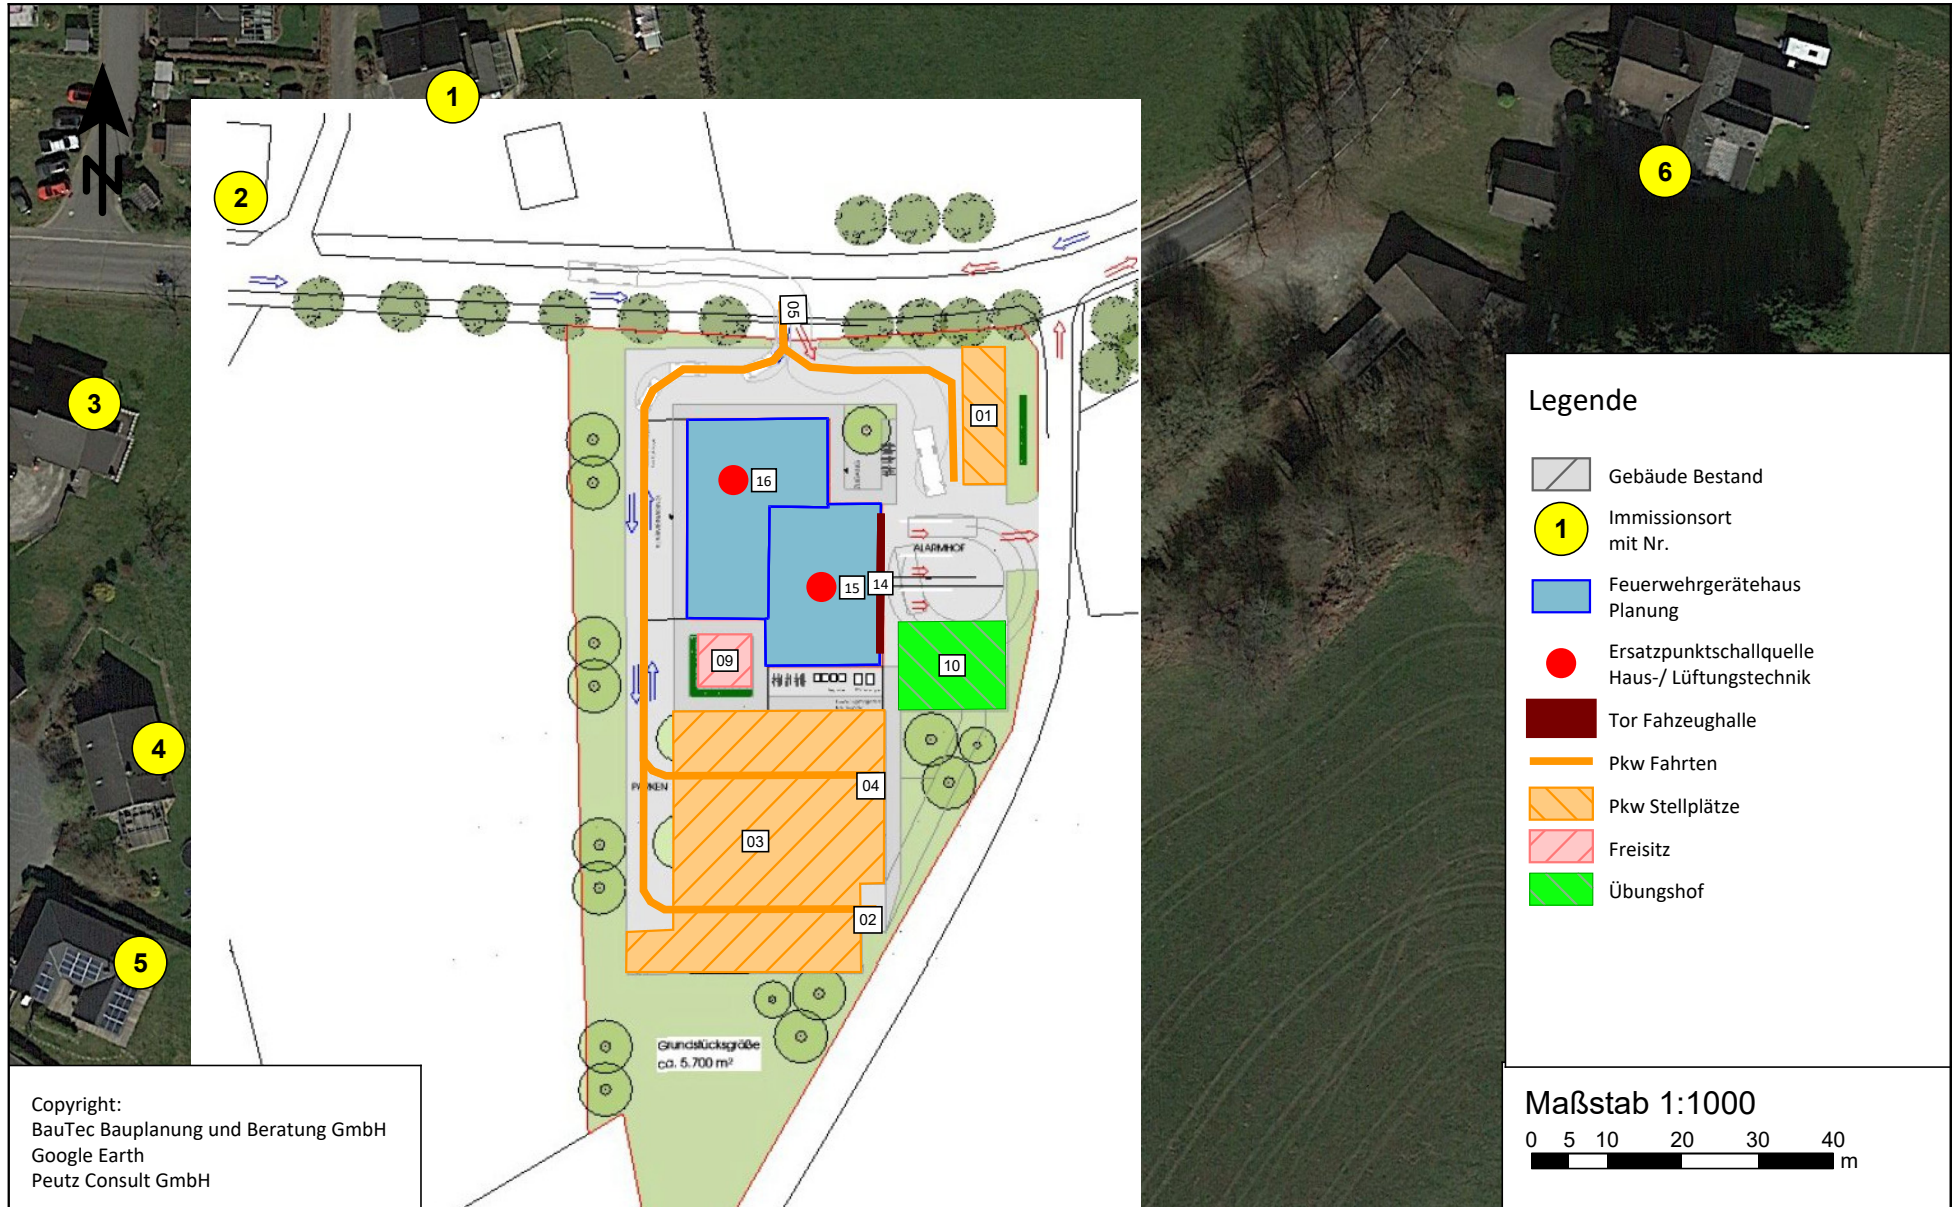 1
N
2
6
05
3
01
16
ALARMHOF
15
14
09
10
4
PARKEN
04
03
02
5
Grundstücksgröße
ca. 5.700 m²
Legende
Gebäude Bestand
1
Immissionsort
mit Nr.
Feuerwehrgerätehaus
Planung
Ersatzpunktschallquelle
Haus-/ Lüftungstechnik
Tor Fahzeughalle
Pkw Fahrten
Pkw Stellplätze
Freisitz
Übungshof
Copyright:
BauTec Bauplanung und Beratung GmbH
Google Earth
Peutz Consult GmbH
Maßstab 1:1000
0 5 10 20 30 40
m